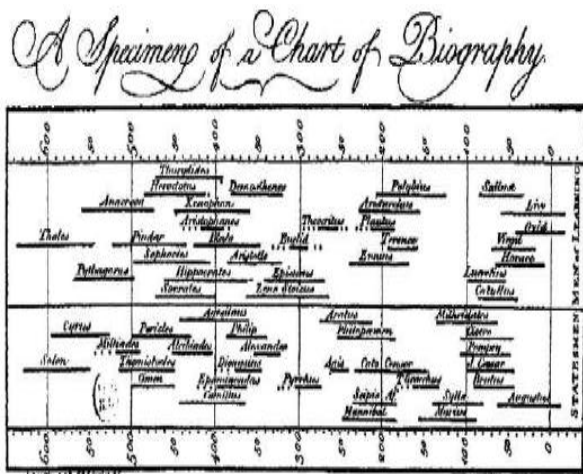 A Specimen of a Chart of Biography.
600 50 500 50 400 50 300 50 200 50 100 50 0
Thucydides
Herodotus Demosthenes Polybius Sallust
Anacreon Xenophon Livy
Aristophanes Theocritus Plautus Ovid
Thales Pindar Plato Euclid Terence Virgil
Sophocles Aristotle Ennius Horace
Pythagoras Hippocrates Epicurus Lucretius
Socrates Zeno Stoicus Catullus
MEN of LEARNING
Agesilaus Aratus Mithridates
Cyrus Pericles Philip Philopoemen Cicero
Miltiades Alcibiades Alexander Pompey
Solon Themistocles Dionysius Agis Cato Censor J. Caesar
Cimon Epaminondas Pyrrhus Gracchus Brutus
Camillus Scipio Af. Sylla Augustus
Hannibal Marius
STATESMEN
600 50 500 50 400 50 300 50 200 50 100 50 0